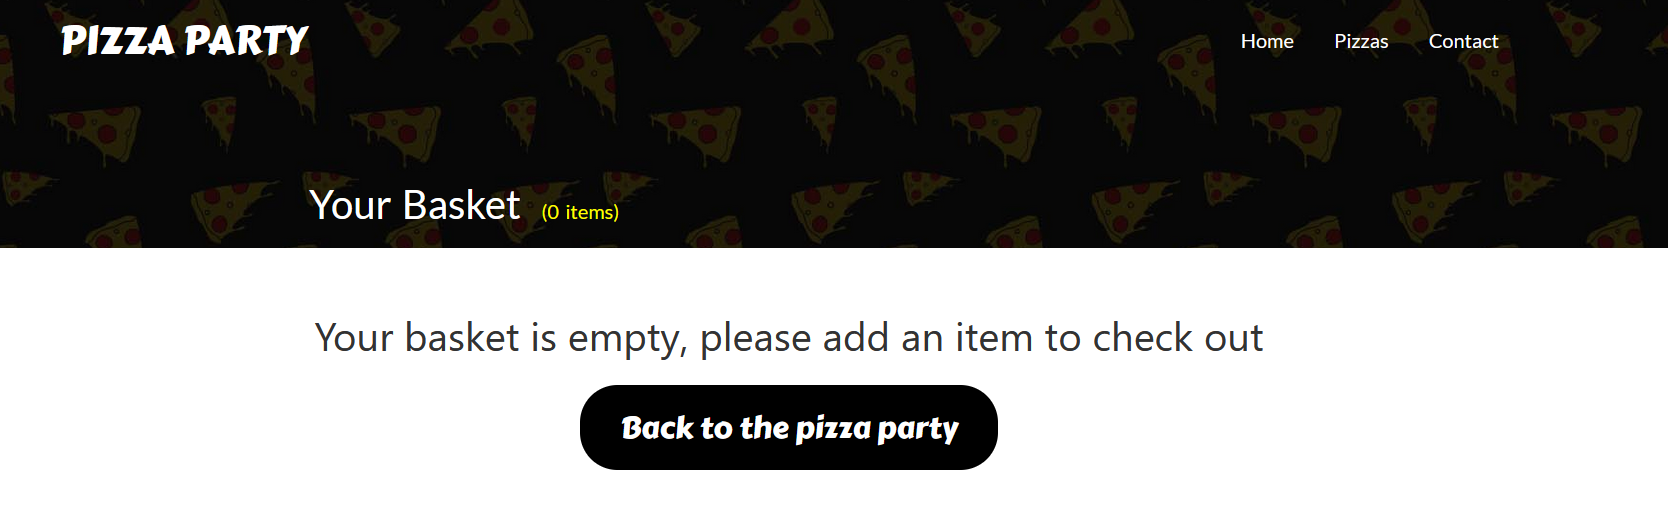 PIZZA PARTY
Home Pizzas Contact
Your Basket (0 items)
Your basket is empty, please add an item to check out
Back to the pizza party